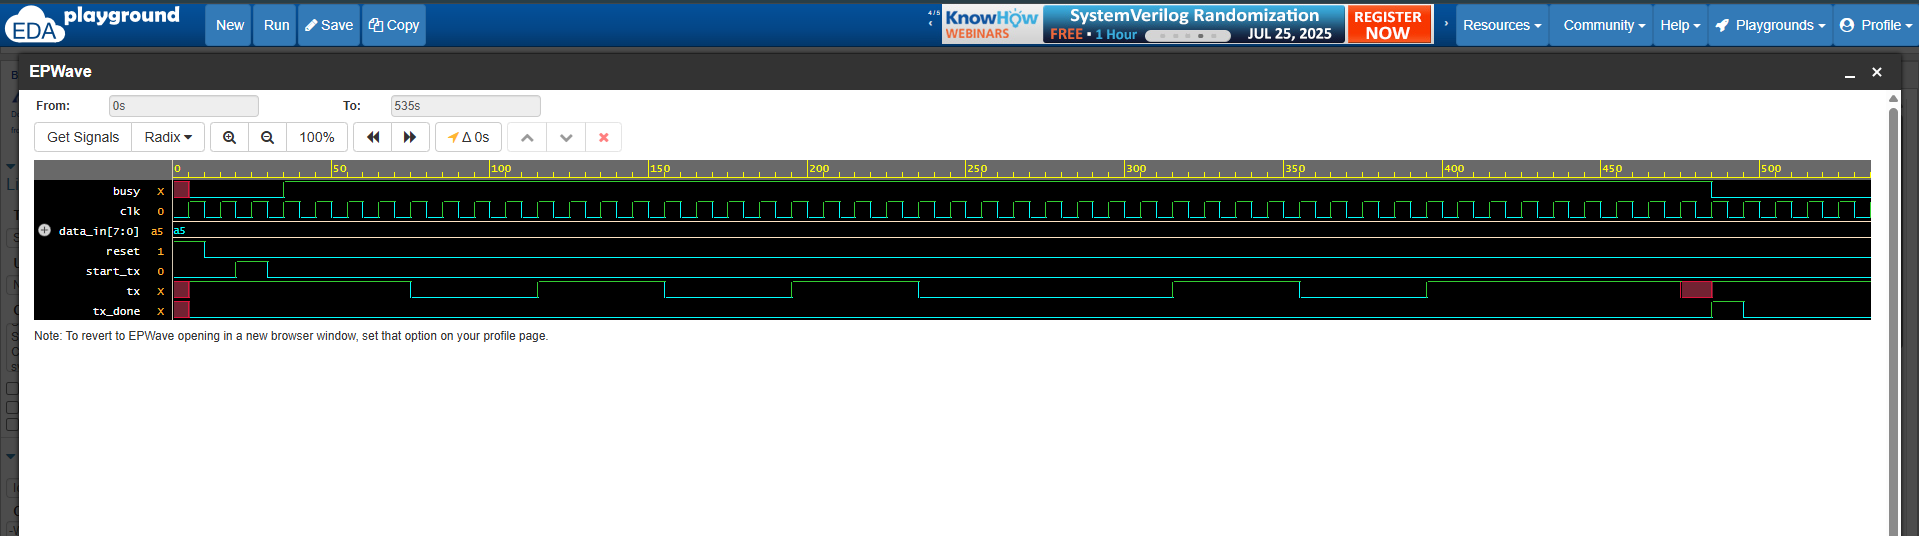 EDA playground New Run Save Copy 4/5 KnowHow WEBINARS SystemVerilog Randomization FREE • 1 Hour JUL 25, 2025 REGISTER NOW Resources Community Help Playgrounds Profile
EPWave
From: 0s To: 535s
Get Signals Radix 100% Δ 0s
0 50 100 150 200 250 300 350 400 450 500
busy x
clk 0
data_in[7:0] a5 a5
reset 1
start_tx 0
tx x
tx_done x
Note: To revert to EPWave opening in a new browser window, set that option on your profile page.